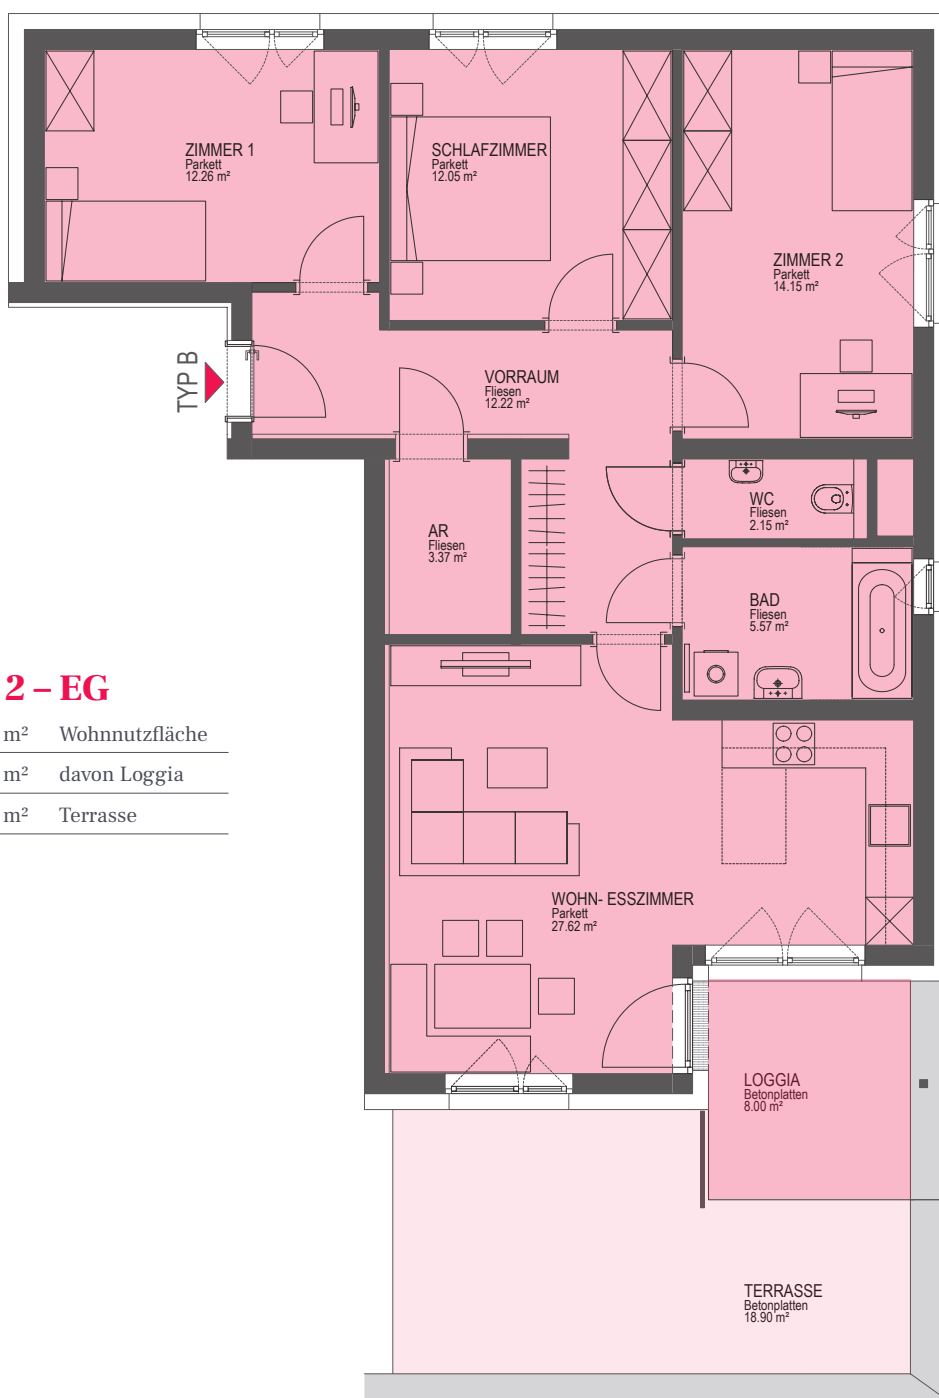 ZIMMER 1
Parkett
12.26 m²
SCHLAFZIMMER
Parkett
12.05 m²
ZIMMER 2
Parkett
14.15 m²
TYP B
VORRAUM
Fliesen
12.22 m²
AR
Fliesen
3.37 m²
WC
Fliesen
2.15 m²
BAD
Fliesen
5.57 m²
2 – EG
m² Wohnnutzfläche
m² davon Loggia
m² Terrasse
WOHN- ESSZIMMER
Parkett
27.62 m²
LOGGIA
Betonplatten
8.00 m²
TERRASSE
Betonplatten
18.90 m²